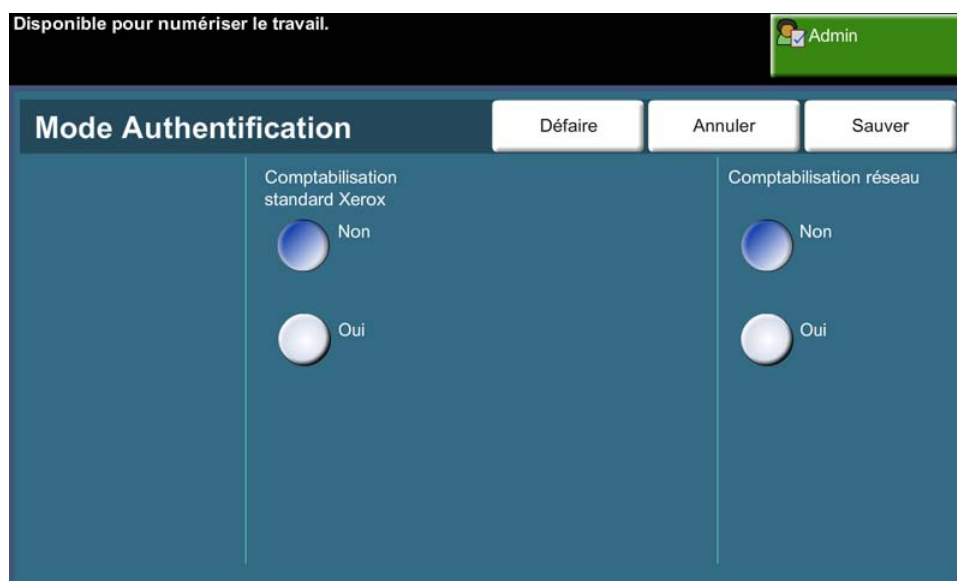 Disponible pour numériser le travail.
Admin
Mode Authentification
Défaire
Annuler
Sauver
Comptabilisation
standard Xerox
Non
Oui
Comptabilisation réseau
Non
Oui